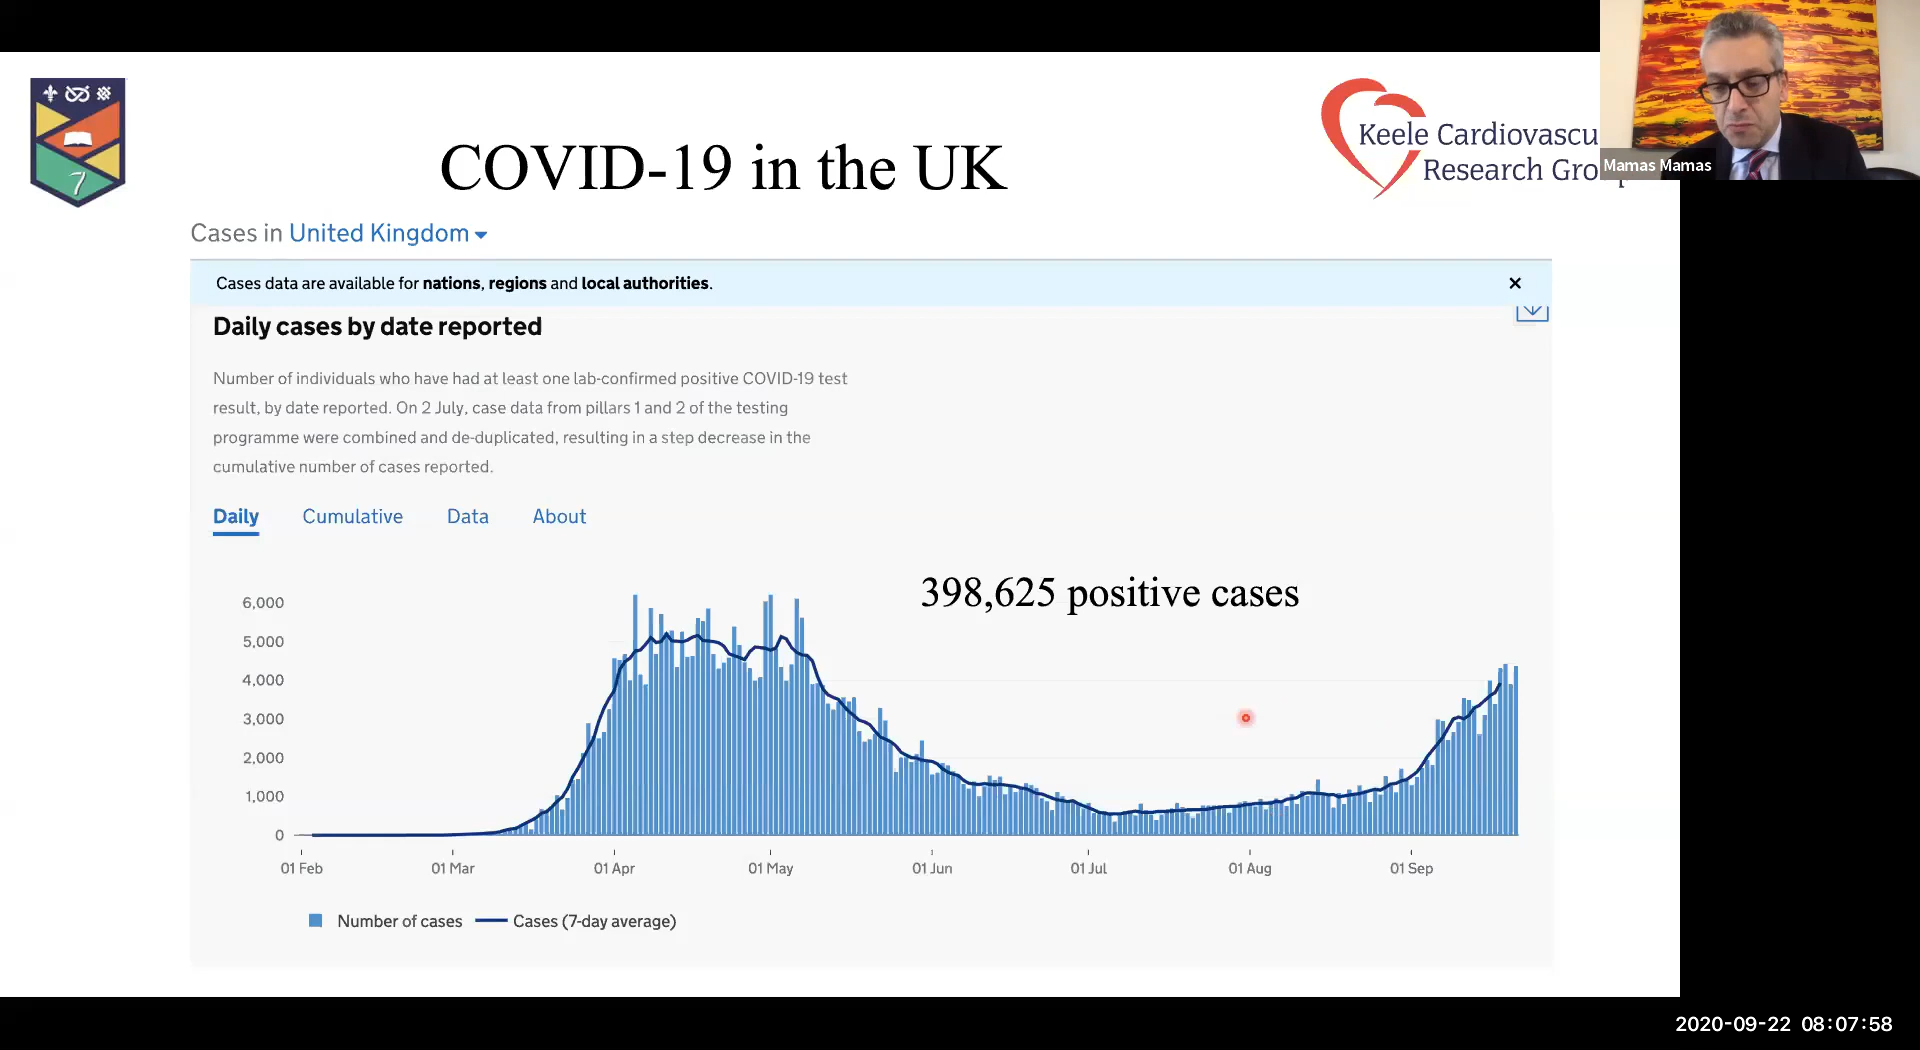 COVID-19 in the UK
Keele Cardiovascu
Research Gro
Mamas Mamas
Cases in United Kingdom
Cases data are available for nations, regions and local authorities.
Daily cases by date reported
Number of individuals who have had at least one lab-confirmed positive COVID-19 test
result, by date reported. On 2 July, case data from pillars 1 and 2 of the testing
programme were combined and de-duplicated, resulting in a step decrease in the
cumulative number of cases reported.
Daily Cumulative Data About
398,625 positive cases
6,000
5,000
4,000
3,000
2,000
1,000
0
01 Feb 01 Mar 01 Apr 01 May 01 Jun 01 Jul 01 Aug 01 Sep
Number of cases Cases (7-day average)
2020-09-22 08:07:58